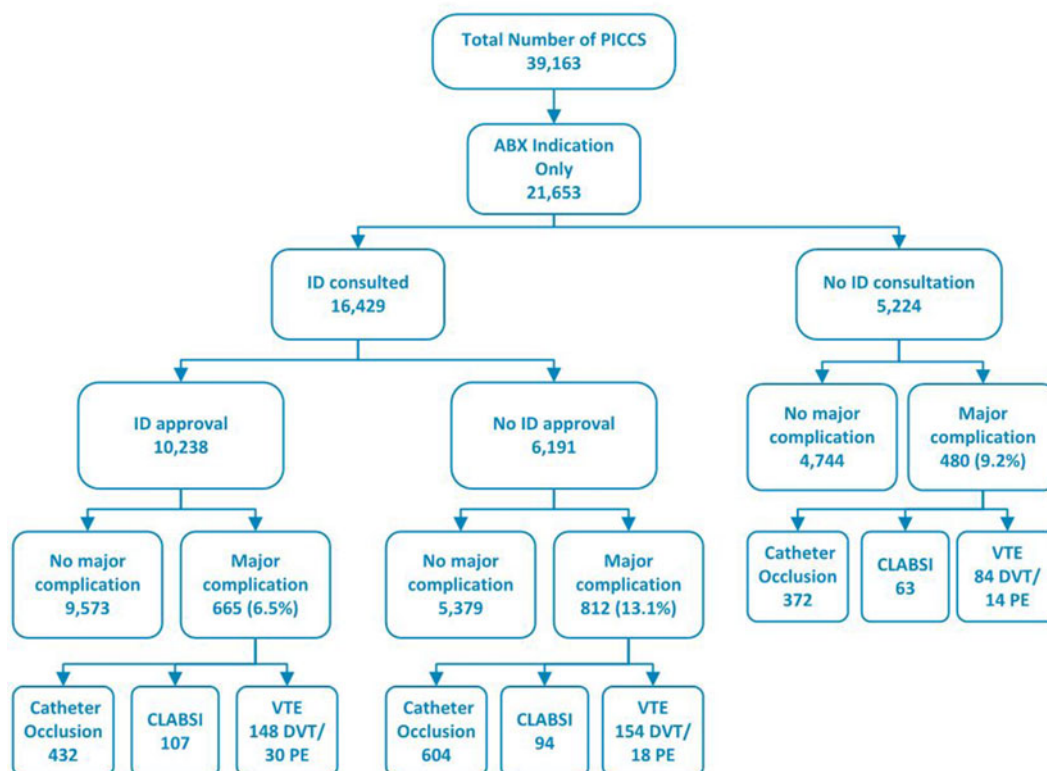 Total Number of PICCS
39,163
ABX Indication
Only
21,653
ID consulted
16,429
No ID consultation
5,224
ID approval
10,238
No ID approval
6,191
No major
complication
4,744
Major
complication
480 (9.2%)
No major
complication
9,573
Major
complication
665 (6.5%)
No major
complication
5,379
Major
complication
812 (13.1%)
Catheter
Occlusion
372
CLABSI
63
VTE
84 DVT/
14 PE
Catheter
Occlusion
432
CLABSI
107
VTE
148 DVT/
30 PE
Catheter
Occlusion
604
CLABSI
94
VTE
154 DVT/
18 PE